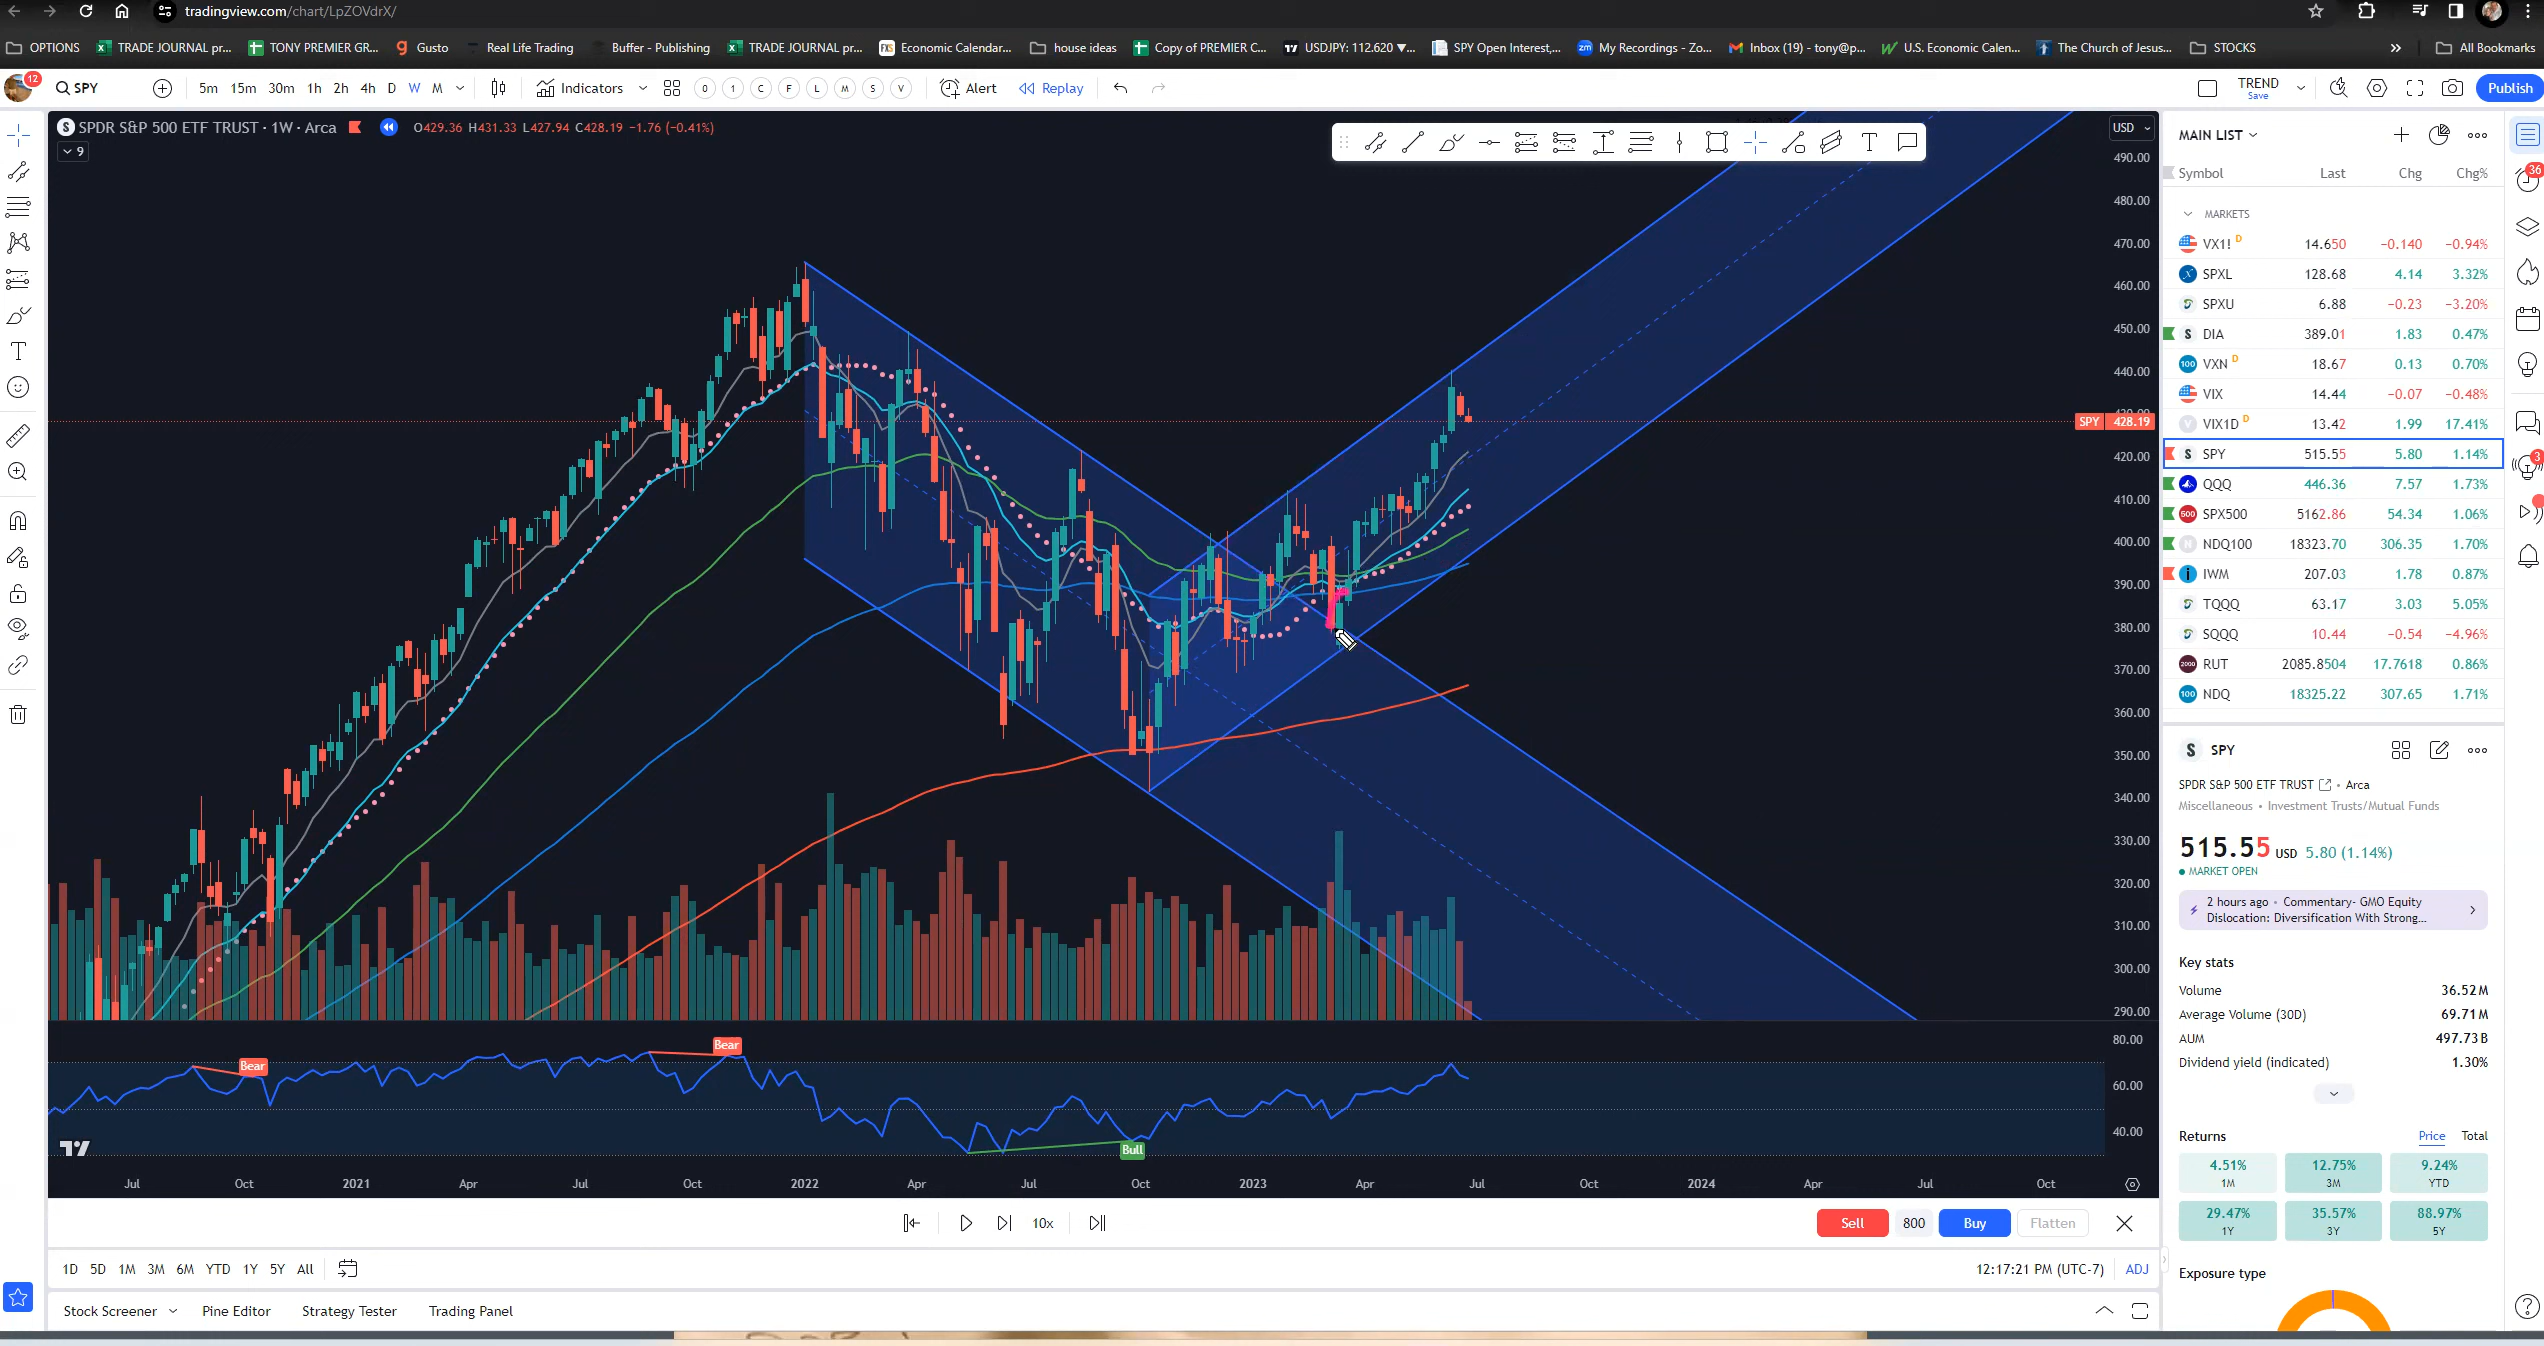 tradingview.com/chart/LpZOVdrX/
OPTIONS TRADE JOURNAL pr... TONY PREMIER GR... Gusto Real Life Trading Buffer - Publishing TRADE JOURNAL pr... Economic Calendar... house ideas Copy of PREMIER C... USDJPY: 112.620 ▼... SPY Open Interest,... My Recordings - Zo... Inbox (19) - tony@p... U.S. Economic Calen... The Church of Jesus... STOCKS » All Bookmarks
12 SPY 5m 15m 30m 1h 2h 4h D W M Indicators 0 1 C F L M S V Alert Replay TREND Save Publish
SPDR S&P 500 ETF TRUST · 1W · Arca O429.36 H431.33 L427.94 C428.19 −1.76 (−0.41%)
9
USD
490.00
480.00
470.00
460.00
450.00
440.00
SPY 428.19
420.00
410.00
400.00
390.00
380.00
370.00
360.00
350.00
340.00
330.00
320.00
310.00
300.00
290.00
80.00
60.00
40.00
Bear
Bear
Bull
Jul Oct 2021 Apr Jul Oct 2022 Apr Jul Oct 2023 Apr Jul Oct 2024 Apr Jul Oct
10x Sell 800 Buy Flatten
1D 5D 1M 3M 6M YTD 1Y 5Y All 12:17:21 PM (UTC-7) ADJ
Stock Screener Pine Editor Strategy Tester Trading Panel
MAIN LIST
Symbol Last Chg Chg%
MARKETS
VX1! D 14.650 −0.140 −0.94%
SPXL 128.68 4.14 3.32%
SPXU 6.88 −0.23 −3.20%
DIA 389.01 1.83 0.47%
VXN D 18.67 0.13 0.70%
VIX 14.44 −0.07 −0.48%
VIX1D D 13.42 1.99 17.41%
SPY 515.55 5.80 1.14%
QQQ 446.36 7.57 1.73%
SPX500 5162.86 54.34 1.06%
NDQ100 18323.70 306.35 1.70%
IWM 207.03 1.78 0.87%
TQQQ 63.17 3.03 5.05%
SQQQ 10.44 −0.54 −4.96%
RUT 2085.8504 17.7618 0.86%
NDQ 18325.22 307.65 1.71%
SPY
SPDR S&P 500 ETF TRUST • Arca
Miscellaneous • Investment Trusts/Mutual Funds
515.55 USD 5.80 (1.14%)
MARKET OPEN
2 hours ago • Commentary- GMO Equity
Dislocation: Diversification With Strong...
Key stats
Volume 36.52M
Average Volume (30D) 69.71M
AUM 497.73B
Dividend yield (indicated) 1.30%
Returns Price Total
4.51% 12.75% 9.24%
1M 3M YTD
29.47% 35.57% 88.97%
1Y 3Y 5Y
Exposure type
36
3